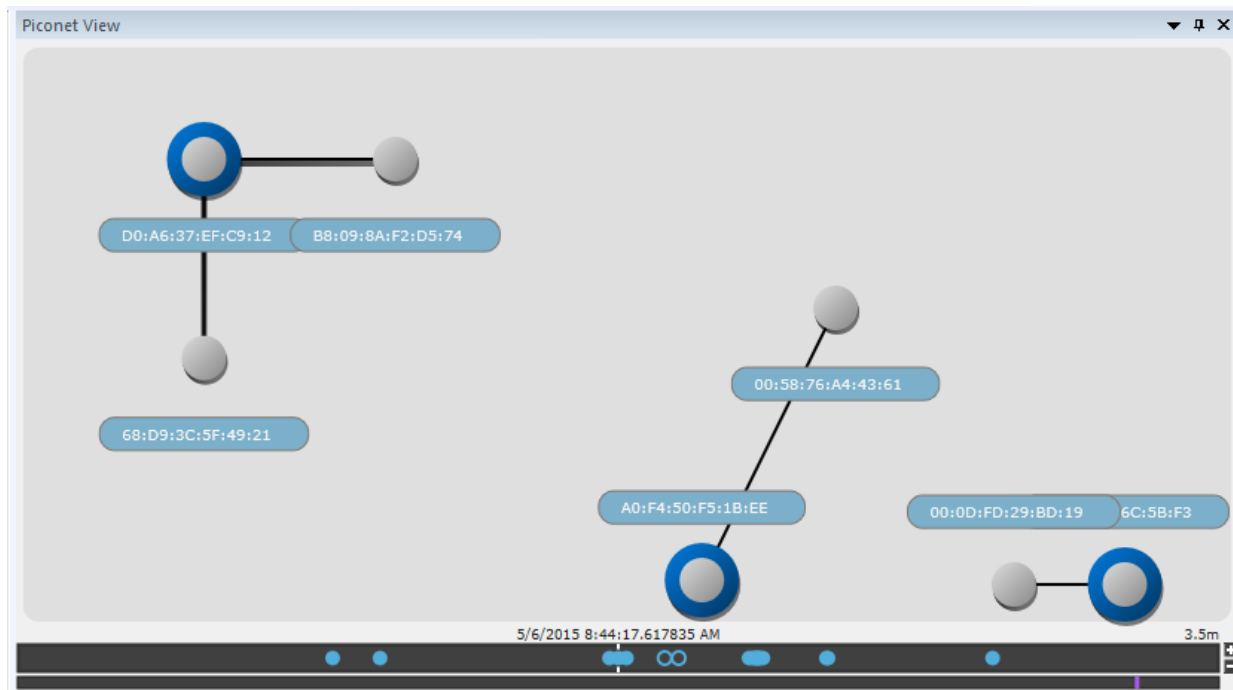 Piconet View
D0:A6:37:EF:C9:12
B8:09:8A:F2:D5:74
68:D9:3C:5F:49:21
00:58:76:A4:43:61
A0:F4:50:F5:1B:EE
00:0D:FD:29:BD:19
6C:5B:F3
5/6/2015 8:44:17.617835 AM
3.5m